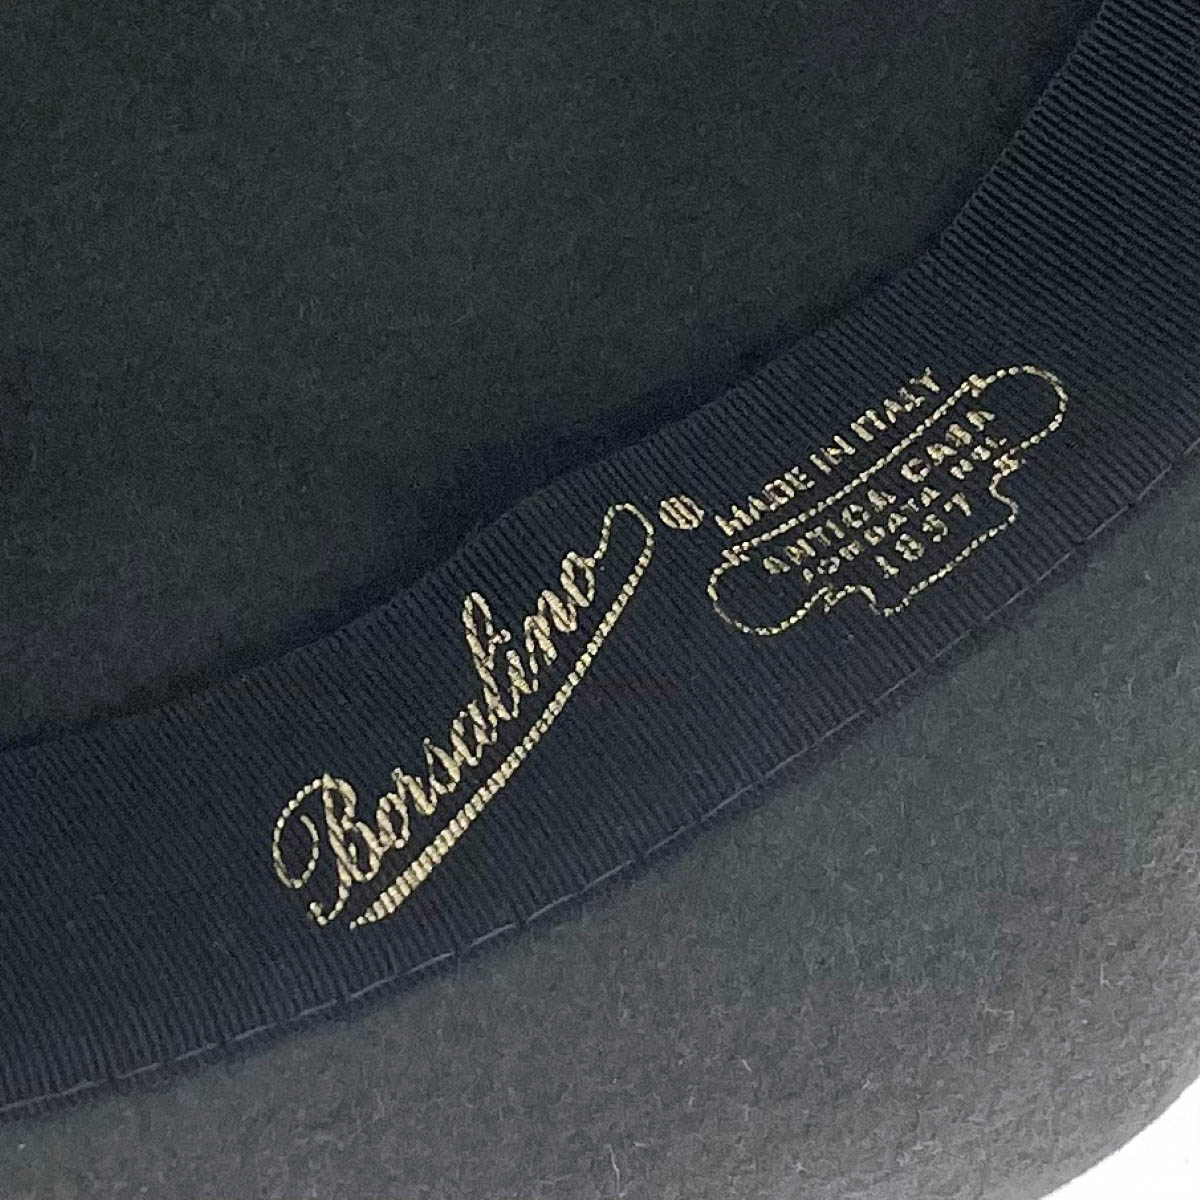 Borsalino ®
MADE IN ITALY
ANTICA CASA
FONDATA NEL
1857